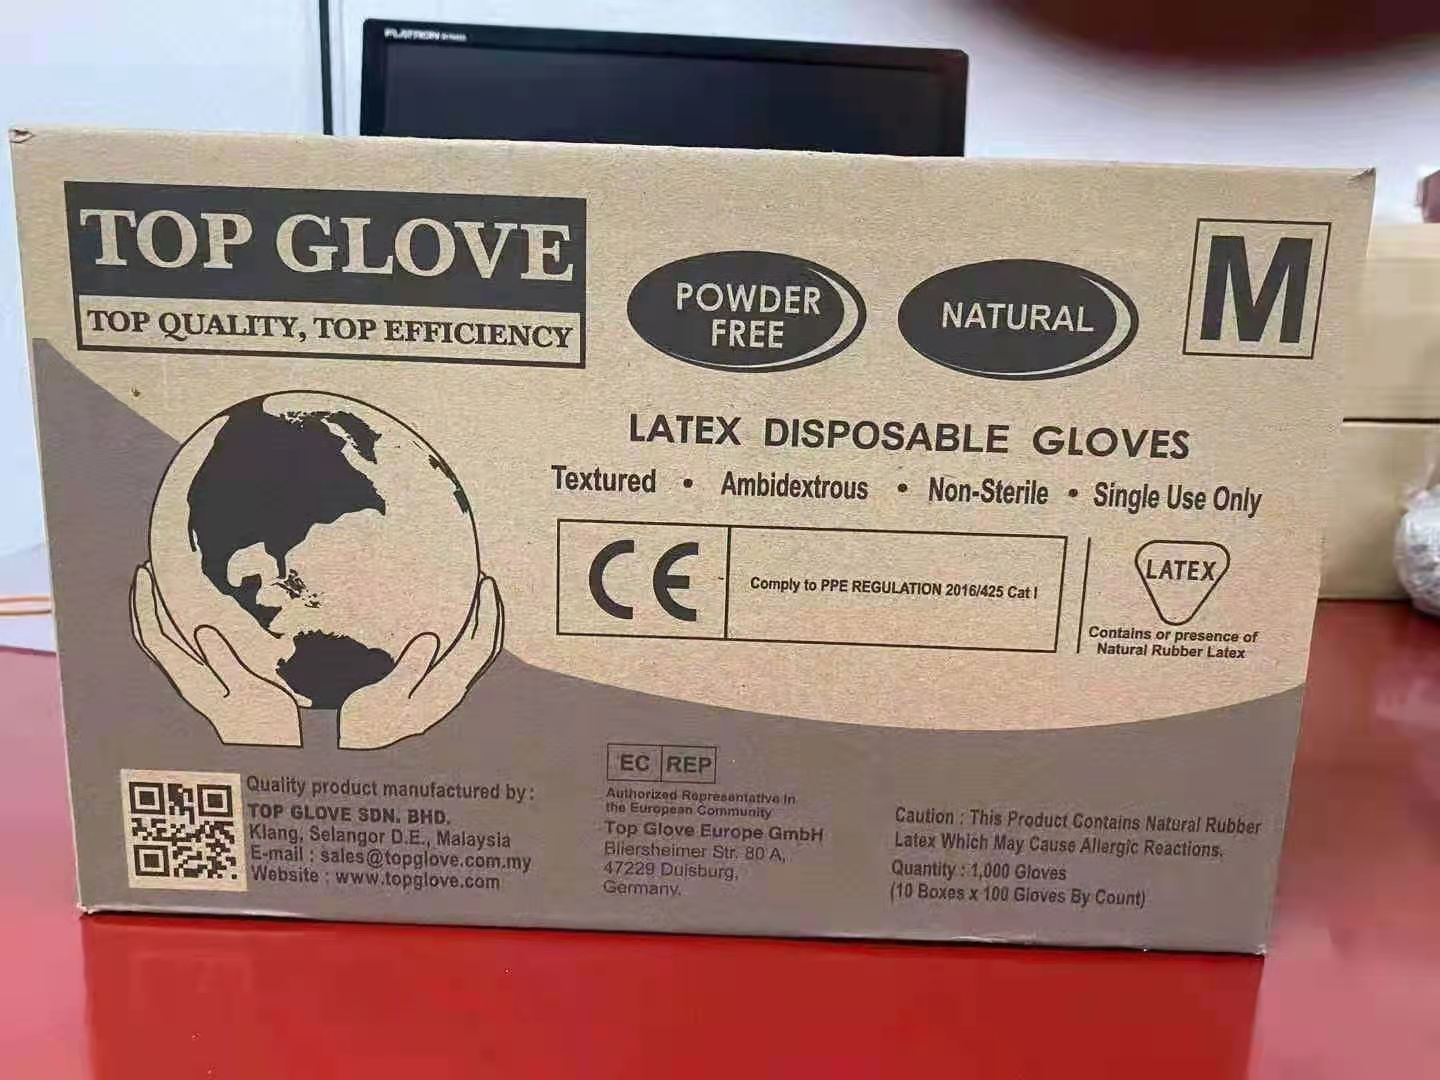 FLATRON
TOP GLOVE
TOP QUALITY, TOP EFFICIENCY
POWDER
FREE
NATURAL
M
LATEX DISPOSABLE GLOVES
Textured • Ambidextrous • Non-Sterile • Single Use Only
CE
Comply to PPE REGULATION 2016/425 Cat I
LATEX
Contains or presence of
Natural Rubber Latex
Quality product manufactured by :
TOP GLOVE SDN. BHD.
Klang, Selangor D.E., Malaysia
E-mail : sales@topglove.com.my
Website : www.topglove.com
EC REP
Authorized Representative in
the European Community
Top Glove Europe GmbH
Bliersheimer Str. 80 A,
47229 Duisburg,
Germany.
Caution : This Product Contains Natural Rubber
Latex Which May Cause Allergic Reactions.
Quantity : 1,000 Gloves
(10 Boxes x 100 Gloves By Count)